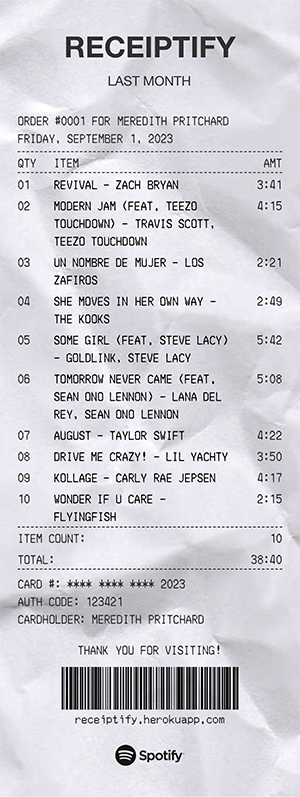 RECEIPTIFY
LAST MONTH
ORDER #0001 FOR MEREDITH PRITCHARD
FRIDAY, SEPTEMBER 1, 2023
QTY ITEM AMT
01 REVIVAL - ZACH BRYAN 3:41
02 MODERN JAM (FEAT. TEEZO 4:15
TOUCHDOWN) - TRAVIS SCOTT,
TEEZO TOUCHDOWN
03 UN NOMBRE DE MUJER - LOS 2:21
ZAFIROS
04 SHE MOVES IN HER OWN WAY - 2:49
THE KOOKS
05 SOME GIRL (FEAT. STEVE LACY) 5:42
- GOLDLINK, STEVE LACY
06 TOMORROW NEVER CAME (FEAT. 5:08
SEAN ONO LENNON) - LANA DEL
REY, SEAN ONO LENNON
07 AUGUST - TAYLOR SWIFT 4:22
08 DRIVE ME CRAZY! - LIL YACHTY 3:50
09 KOLLAGE - CARLY RAE JEPSEN 4:17
10 WONDER IF U CARE - 2:15
FLYINGFISH
ITEM COUNT: 10
TOTAL: 38:40
CARD #: **** **** **** 2023
AUTH CODE: 123421
CARDHOLDER: MEREDITH PRITCHARD
THANK YOU FOR VISITING!
receiptify.herokuapp.com
Spotify